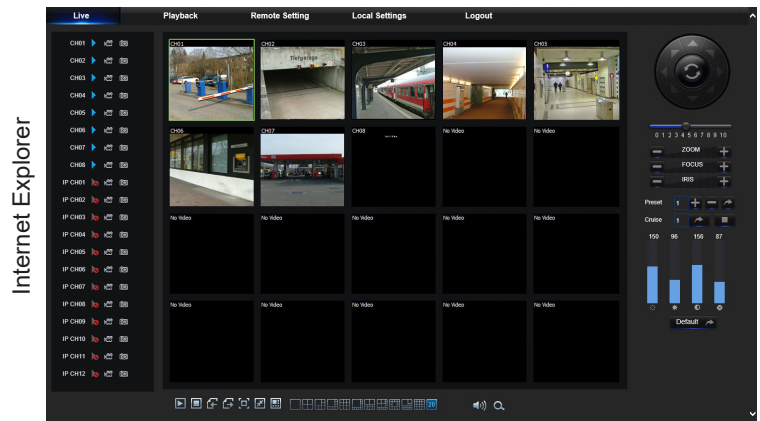 Internet Explorer
Live Playback Remote Setting Local Settings Logout
CH01
CH02
CH03
CH04
CH05
CH06
CH07
CH08
IP CH01
IP CH02
IP CH03
IP CH04
IP CH05
IP CH06
IP CH07
IP CH08
IP CH09
IP CH10
IP CH11
IP CH12
CH01 CH02 CH03 CH04 CH05
Tiefgarage
CH06 CH07 CH08 No Video No Video
No Video No Video No Video No Video No Video
No Video No Video No Video No Video No Video
20
0 1 2 3 4 5 6 7 8 9 10
ZOOM
FOCUS
IRIS
Preset 1
Cruise 1
150 96 156 87
Default